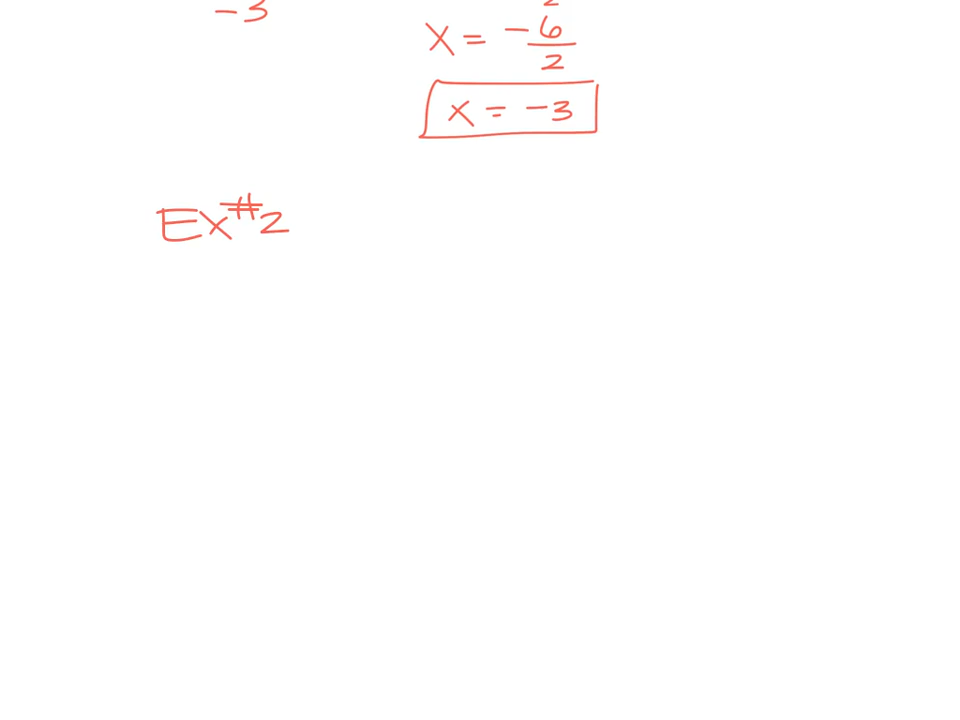 -3
x = -6/2
x = -3
Ex #2